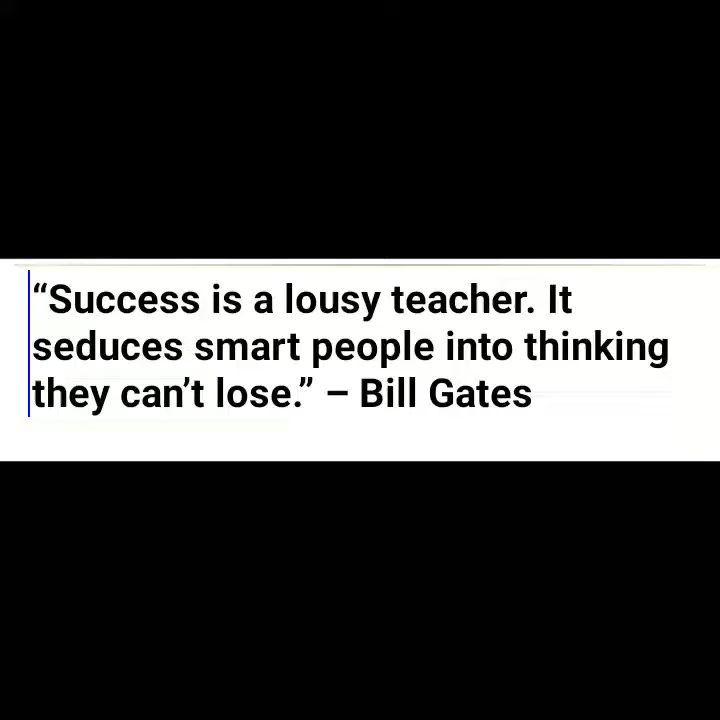 “Success is a lousy teacher. It
seduces smart people into thinking
they can’t lose.” – Bill Gates